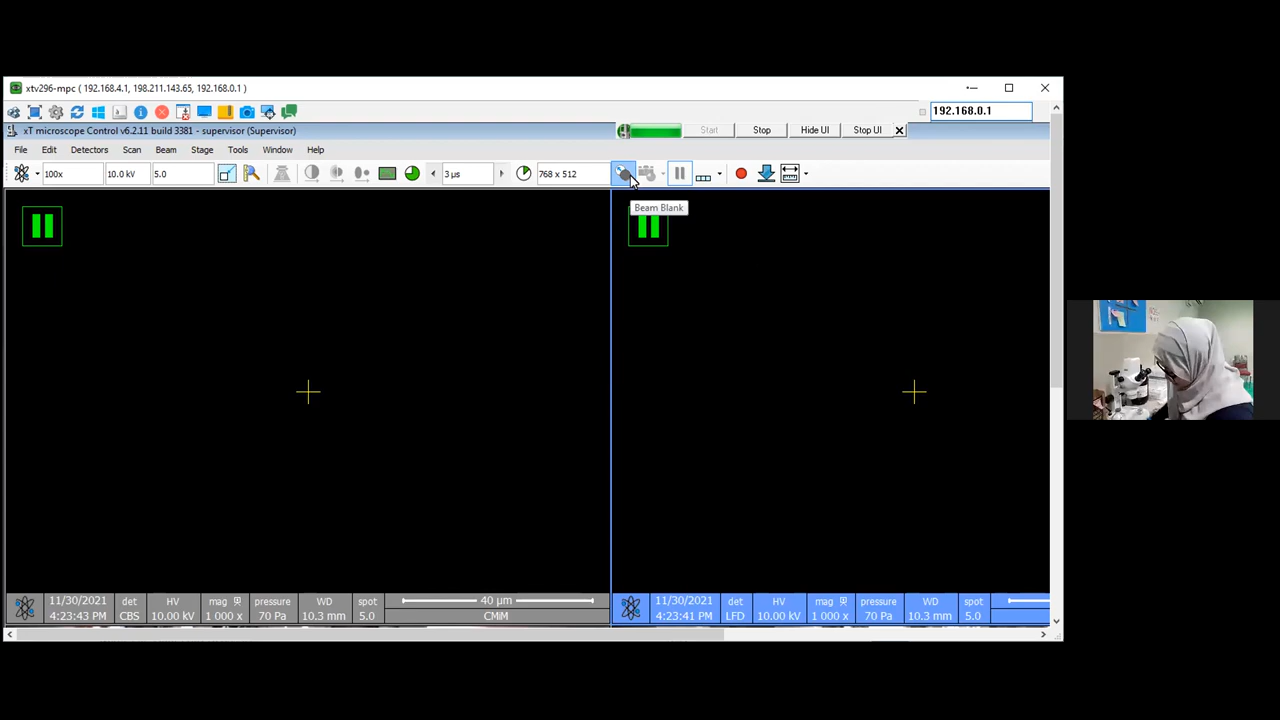 xtv296-mpc ( 192.168.4.1, 198.211.143.65, 192.168.0.1 )
192.168.0.1
xT microscope Control v6.2.11 build 3381 - supervisor (Supervisor)
Start Stop Hide UI Stop UI
File Edit Detectors Scan Beam Stage Tools Window Help
100x 10.0 kV 5.0 3 µs 768 x 512
Beam Blank
11/30/2021 det HV mag pressure WD spot 40 µm
4:23:43 PM CBS 10.00 kV 1 000 x 70 Pa 10.3 mm 5.0 CMiM
11/30/2021 det HV mag pressure WD spot
4:23:41 PM LFD 10.00 kV 1 000 x 70 Pa 10.3 mm 5.0